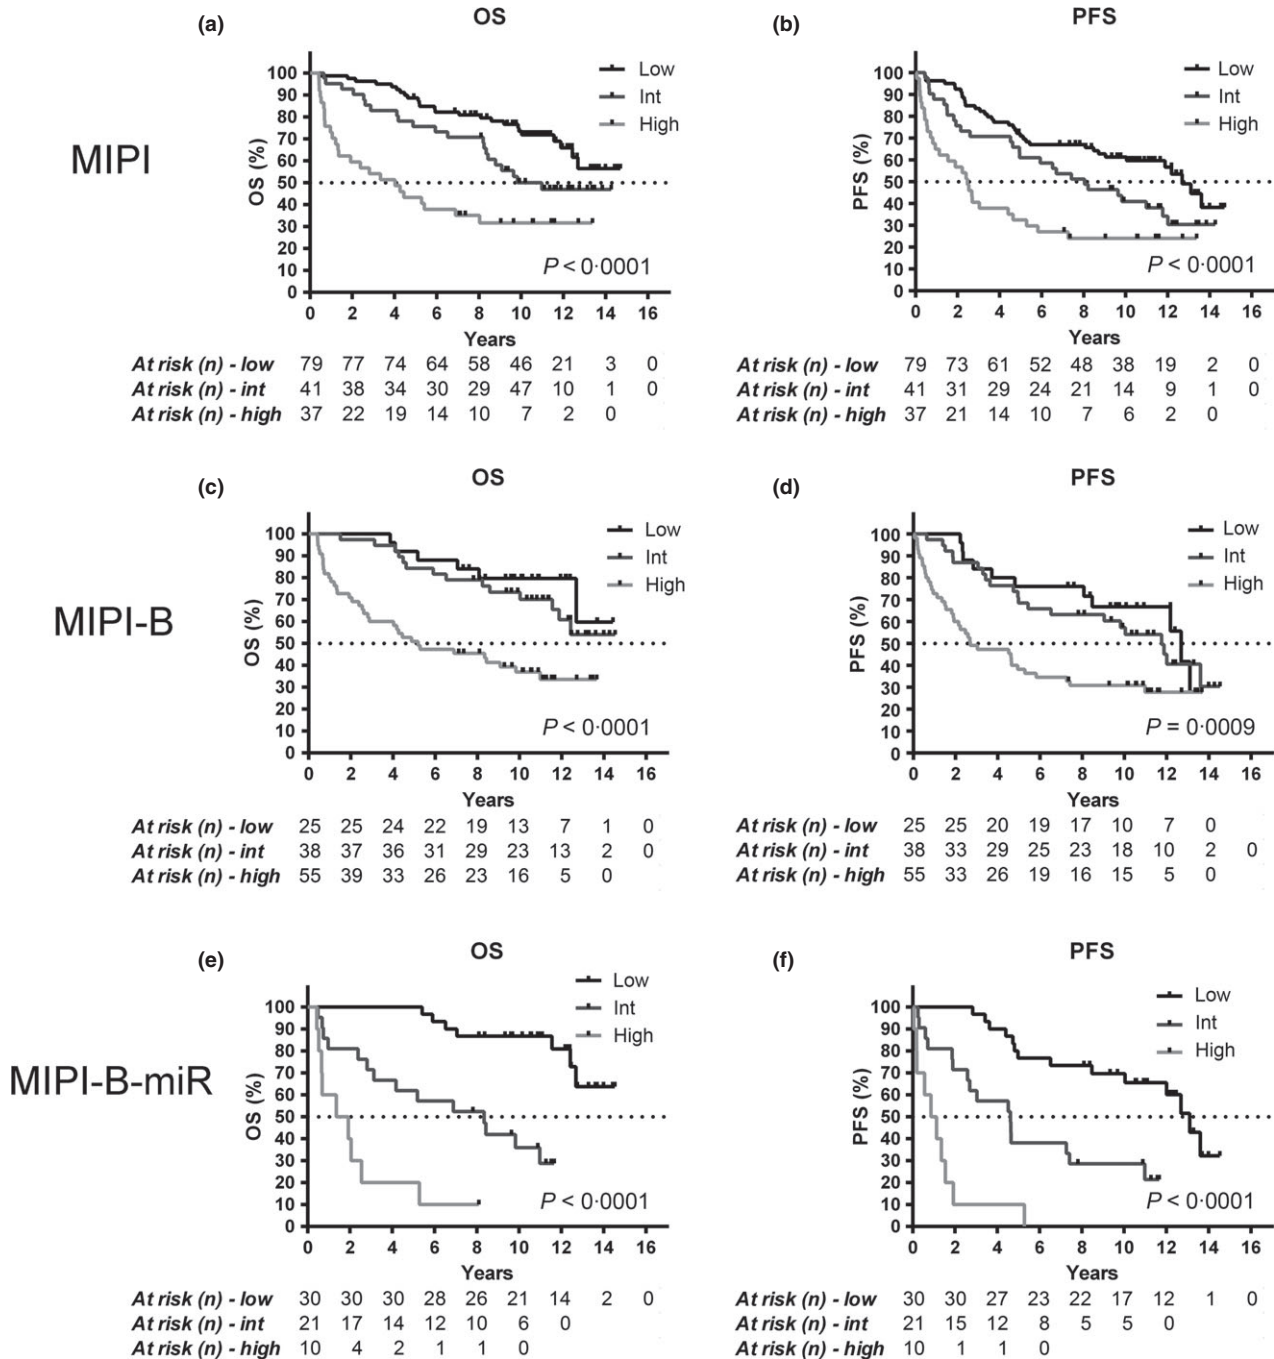 (a) OS (b) PFS
MIPI
OS (%)
100
90
80
70
60
50
40
30
20
10
0
Low
Int
High
P < 0·0001
0 2 4 6 8 10 12 14 16
Years
At risk (n) - low 79 77 74 64 58 46 21 3 0
At risk (n) - int 41 38 34 30 29 47 10 1 0
At risk (n) - high 37 22 19 14 10 7 2 0
PFS (%)
100
90
80
70
60
50
40
30
20
10
0
Low
Int
High
P < 0·0001
0 2 4 6 8 10 12 14 16
Years
At risk (n) - low 79 73 61 52 48 38 19 2 0
At risk (n) - int 41 31 29 24 21 14 9 1 0
At risk (n) - high 37 21 14 10 7 6 2 0
(c) OS (d) PFS
MIPI-B
OS (%)
100
90
80
70
60
50
40
30
20
10
0
Low
Int
High
P < 0·0001
0 2 4 6 8 10 12 14 16
Years
At risk (n) - low 25 25 24 22 19 13 7 1 0
At risk (n) - int 38 37 36 31 29 23 13 2 0
At risk (n) - high 55 39 33 26 23 16 5 0
PFS (%)
100
90
80
70
60
50
40
30
20
10
0
Low
Int
High
P = 0·0009
0 2 4 6 8 10 12 14 16
Years
At risk (n) - low 25 25 20 19 17 10 7 0
At risk (n) - int 38 33 29 25 23 18 10 2 0
At risk (n) - high 55 33 26 19 16 15 5 0
(e) OS (f) PFS
MIPI-B-miR
OS (%)
100
90
80
70
60
50
40
30
20
10
0
Low
Int
High
P < 0·0001
0 2 4 6 8 10 12 14 16
Years
At risk (n) - low 30 30 30 28 26 21 14 2 0
At risk (n) - int 21 17 14 12 10 6 0
At risk (n) - high 10 4 2 1 1 0
PFS (%)
100
90
80
70
60
50
40
30
20
10
0
Low
Int
High
P < 0·0001
0 2 4 6 8 10 12 14 16
Years
At risk (n) - low 30 30 27 23 22 17 12 1 0
At risk (n) - int 21 15 12 8 5 5 0
At risk (n) - high 10 1 1 0